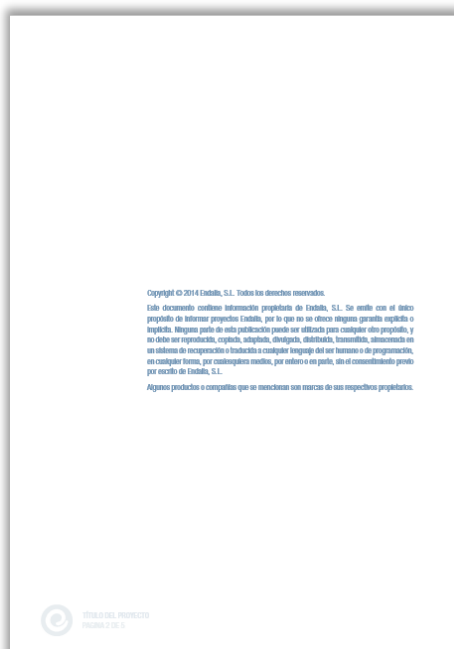 Copyright © 2014 Endalia, S.L. Todos los derechos reservados.
Este documento contiene información propietaria de Endalia, S.L. Se emite con el único
propósito de informar proyectos Endalia, por lo que no se ofrece ninguna garantía explícita o
implícita. Ninguna parte de esta publicación puede ser utilizada para cualquier otro propósito, y
no debe ser reproducida, copiada, adaptada, divulgada, distribuida, transmitida, almacenada en
un sistema de recuperación o traducida a cualquier lenguaje del ser humano o de programación,
en cualquier forma, por cualesquiera medios, por entero o en parte, sin el consentimiento previo
por escrito de Endalia, S.L.
Algunos productos o compañías que se mencionan son marcas de sus respectivos propietarios.
TÍTULO DEL PROYECTO
PÁGINA 2 DE 3